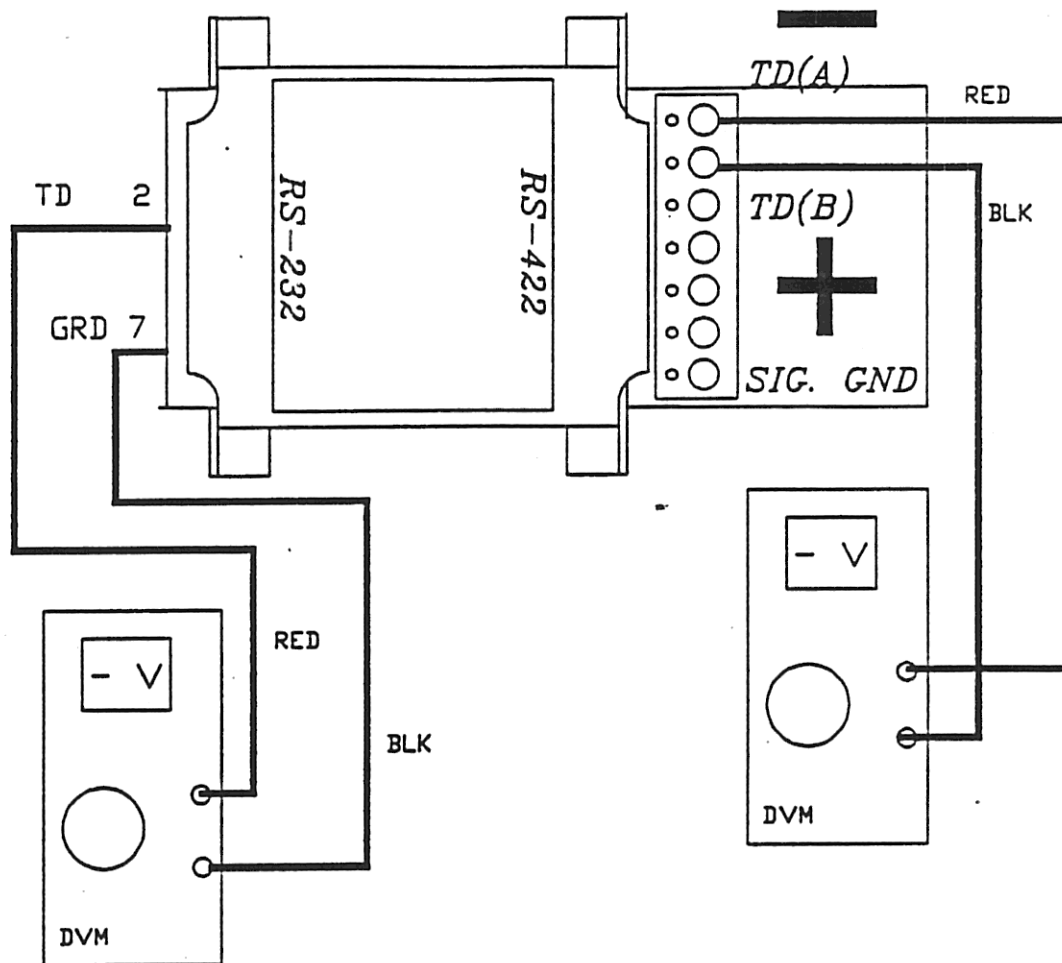 TD(A)
RED
TD 2
RS-232
RS-422
TD(B)
BLK
GRD 7
SIG. GND
- V
RED
- V
BLK
DVM
DVM